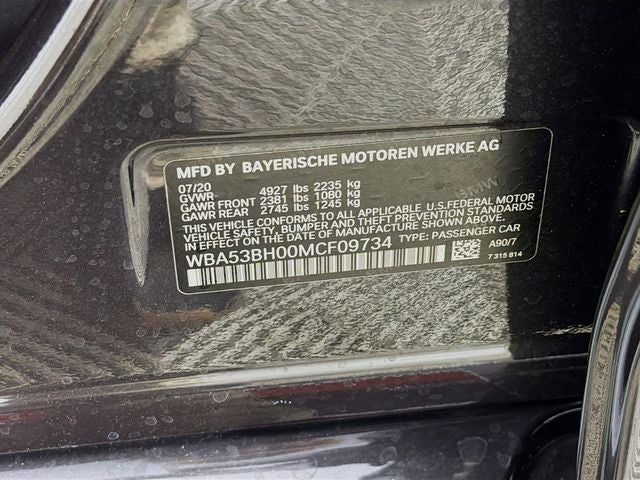 MFD BY BAYERISCHE MOTOREN WERKE AG
07/20
GVWR 4927 lbs 2235 kg
GAWR FRONT 2381 lbs 1080 kg
GAWR REAR 2745 lbs 1245 kg
THIS VEHICLE CONFORMS TO ALL APPLICABLE U.S.FEDERAL MOTOR
VEHICLE SAFETY, BUMPER, AND THEFT PREVENTION
STANDARDS IN EFFECT ON THE DATE OF MANUFACTURE SHOWN ABOVE.
WBA53BH00MCF09734 TYPE: PASSENGER CAR
A90/7
7 315 814